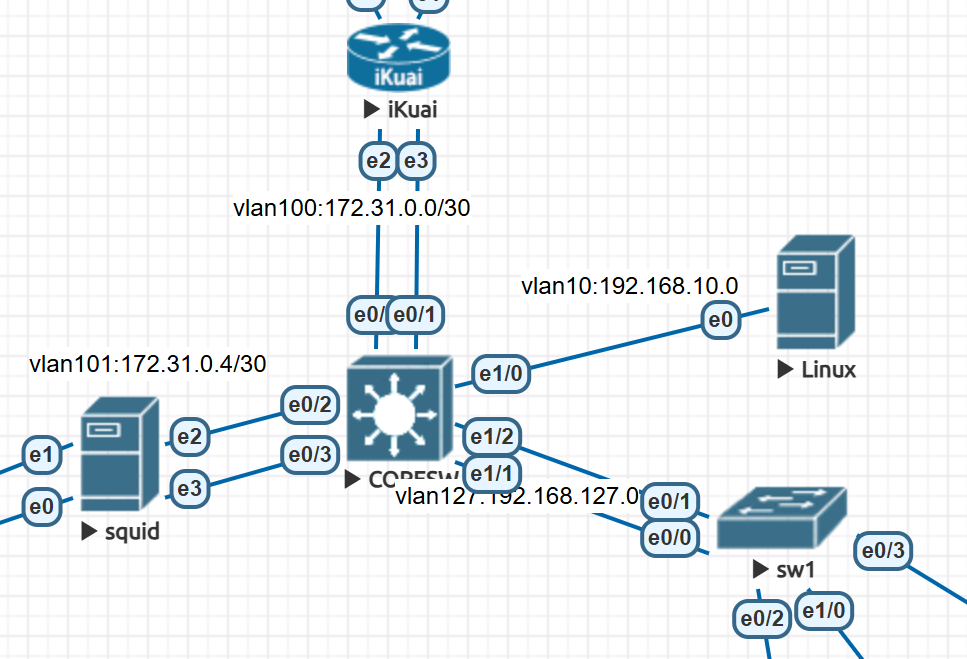 iKuai
iKuai
e2
e3
vlan100:172.31.0.0/30
e0/
e0/1
vlan10:192.168.10.0
e0
Linux
vlan101:172.31.0.4/30
e1/0
e0/2
e1
e2
e1/2
e0/3
e1/1
CORESW
vlan127:192.168.127.0
e0
e3
squid
e0/1
e0/0
sw1
e0/3
e0/2
e1/0